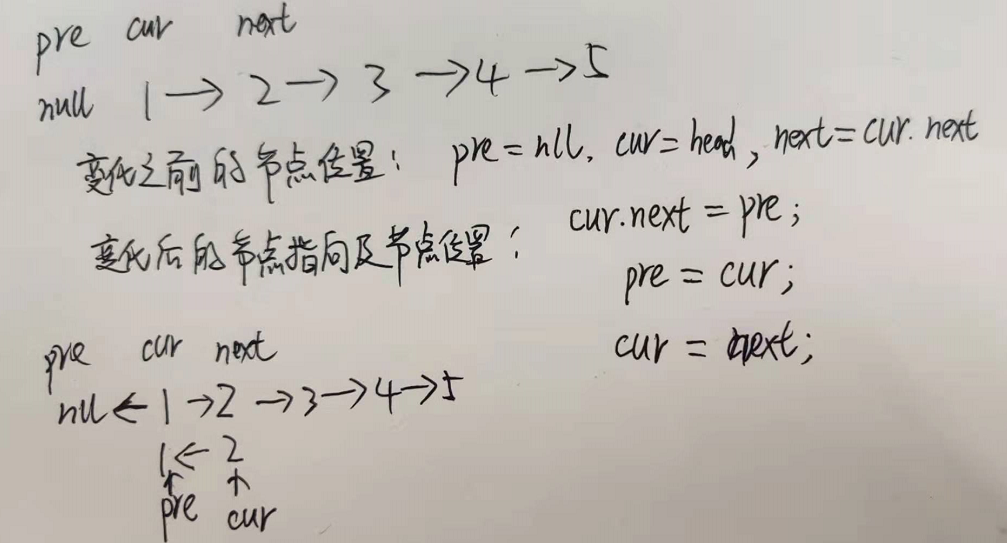 pre cur next
null 1 → 2 → 3 → 4 → 5
变化之前的节点位置： pre = nll, cur = head, next = cur. next
变化后的节点指向及节点位置： cur.next = pre;
pre = cur;
cur = next;
pre cur next
null ← 1 → 2 → 3 → 4 → 5
1 ← 2
↑ ↑
pre cur